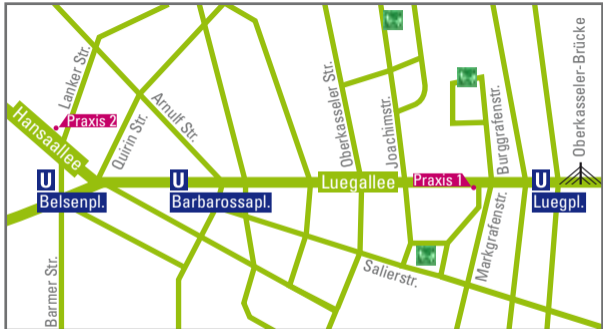 Lanker Str.
Arnulf Str.
Quirin Str.
Hansaallee
Praxis 2
Oberkasseler Str.
Joachimstr.
Burggrafenstr.
Oberkasseler-Brücke
U
Belsenpl.
U
Barbarossapl.
Luegallee
Praxis 1
U
Luegpl.
Barmer Str.
Salierstr.
Markgrafenstr.